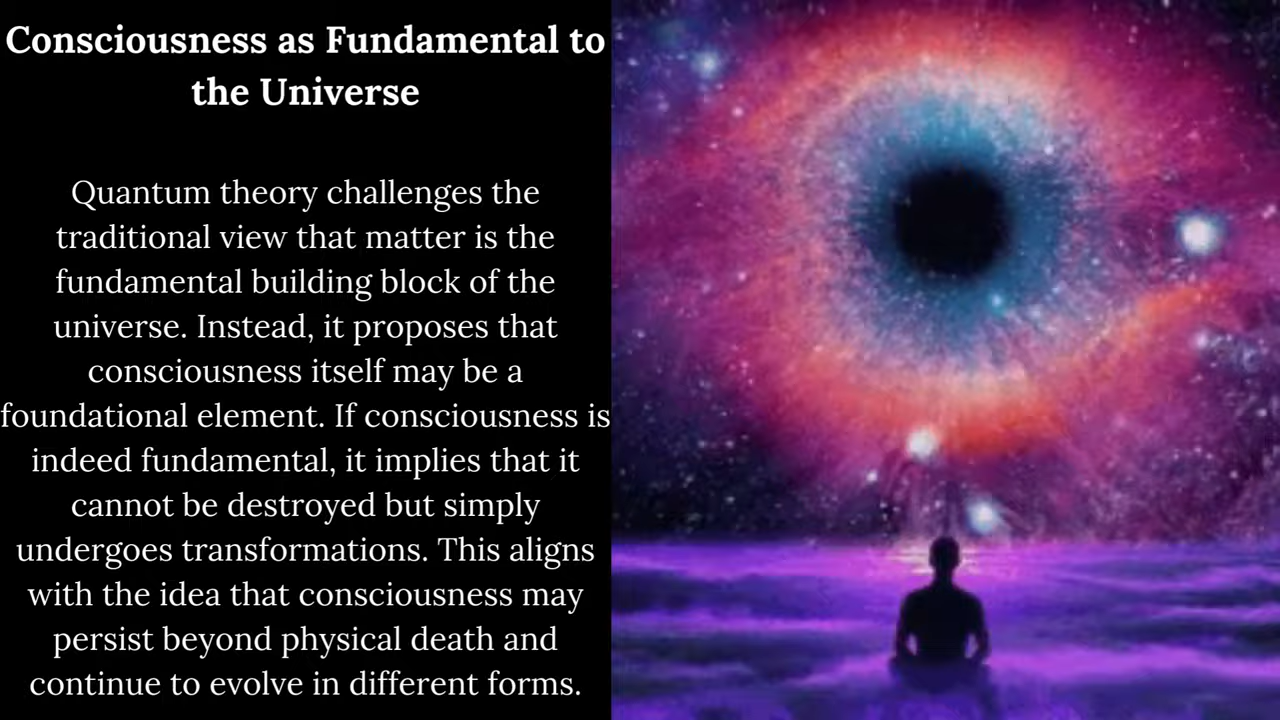 Consciousness as Fundamental to
the Universe
Quantum theory challenges the
traditional view that matter is the
fundamental building block of the
universe. Instead, it proposes that
consciousness itself may be a
foundational element. If consciousness is
indeed fundamental, it implies that it
cannot be destroyed but simply
undergoes transformations. This aligns
with the idea that consciousness may
persist beyond physical death and
continue to evolve in different forms.